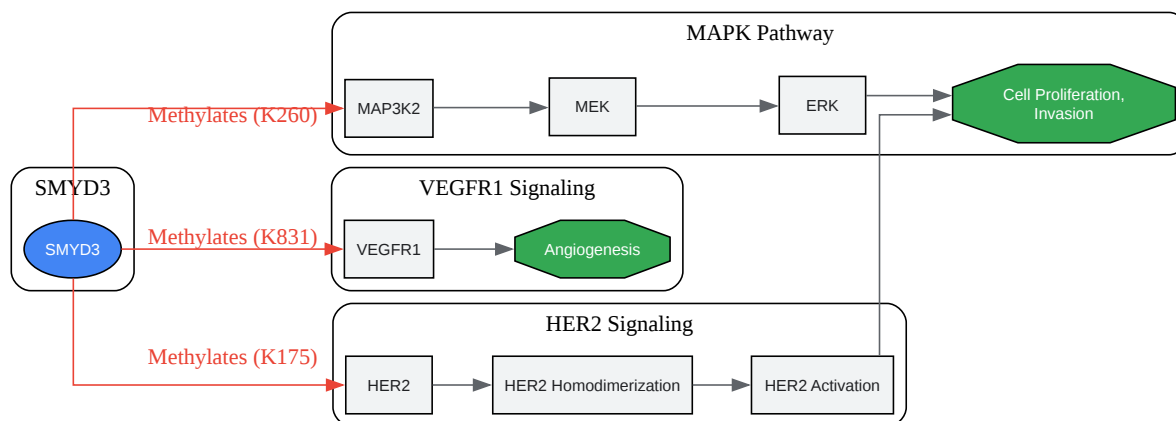 MAPK Pathway
Methylates (K260)
MAP3K2
MEK
ERK
Cell Proliferation,
Invasion
SMYD3
SMYD3
VEGFR1 Signaling
Methylates (K831)
VEGFR1
Angiogenesis
HER2 Signaling
Methylates (K175)
HER2
HER2 Homodimerization
HER2 Activation